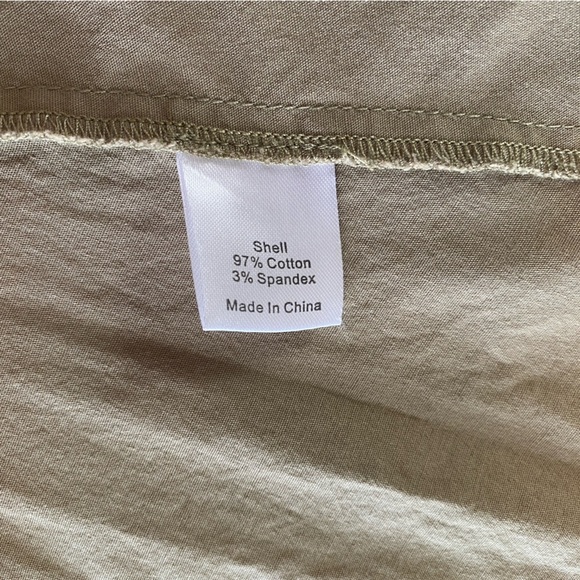 Shell
97% Cotton
3% Spandex
Made In China